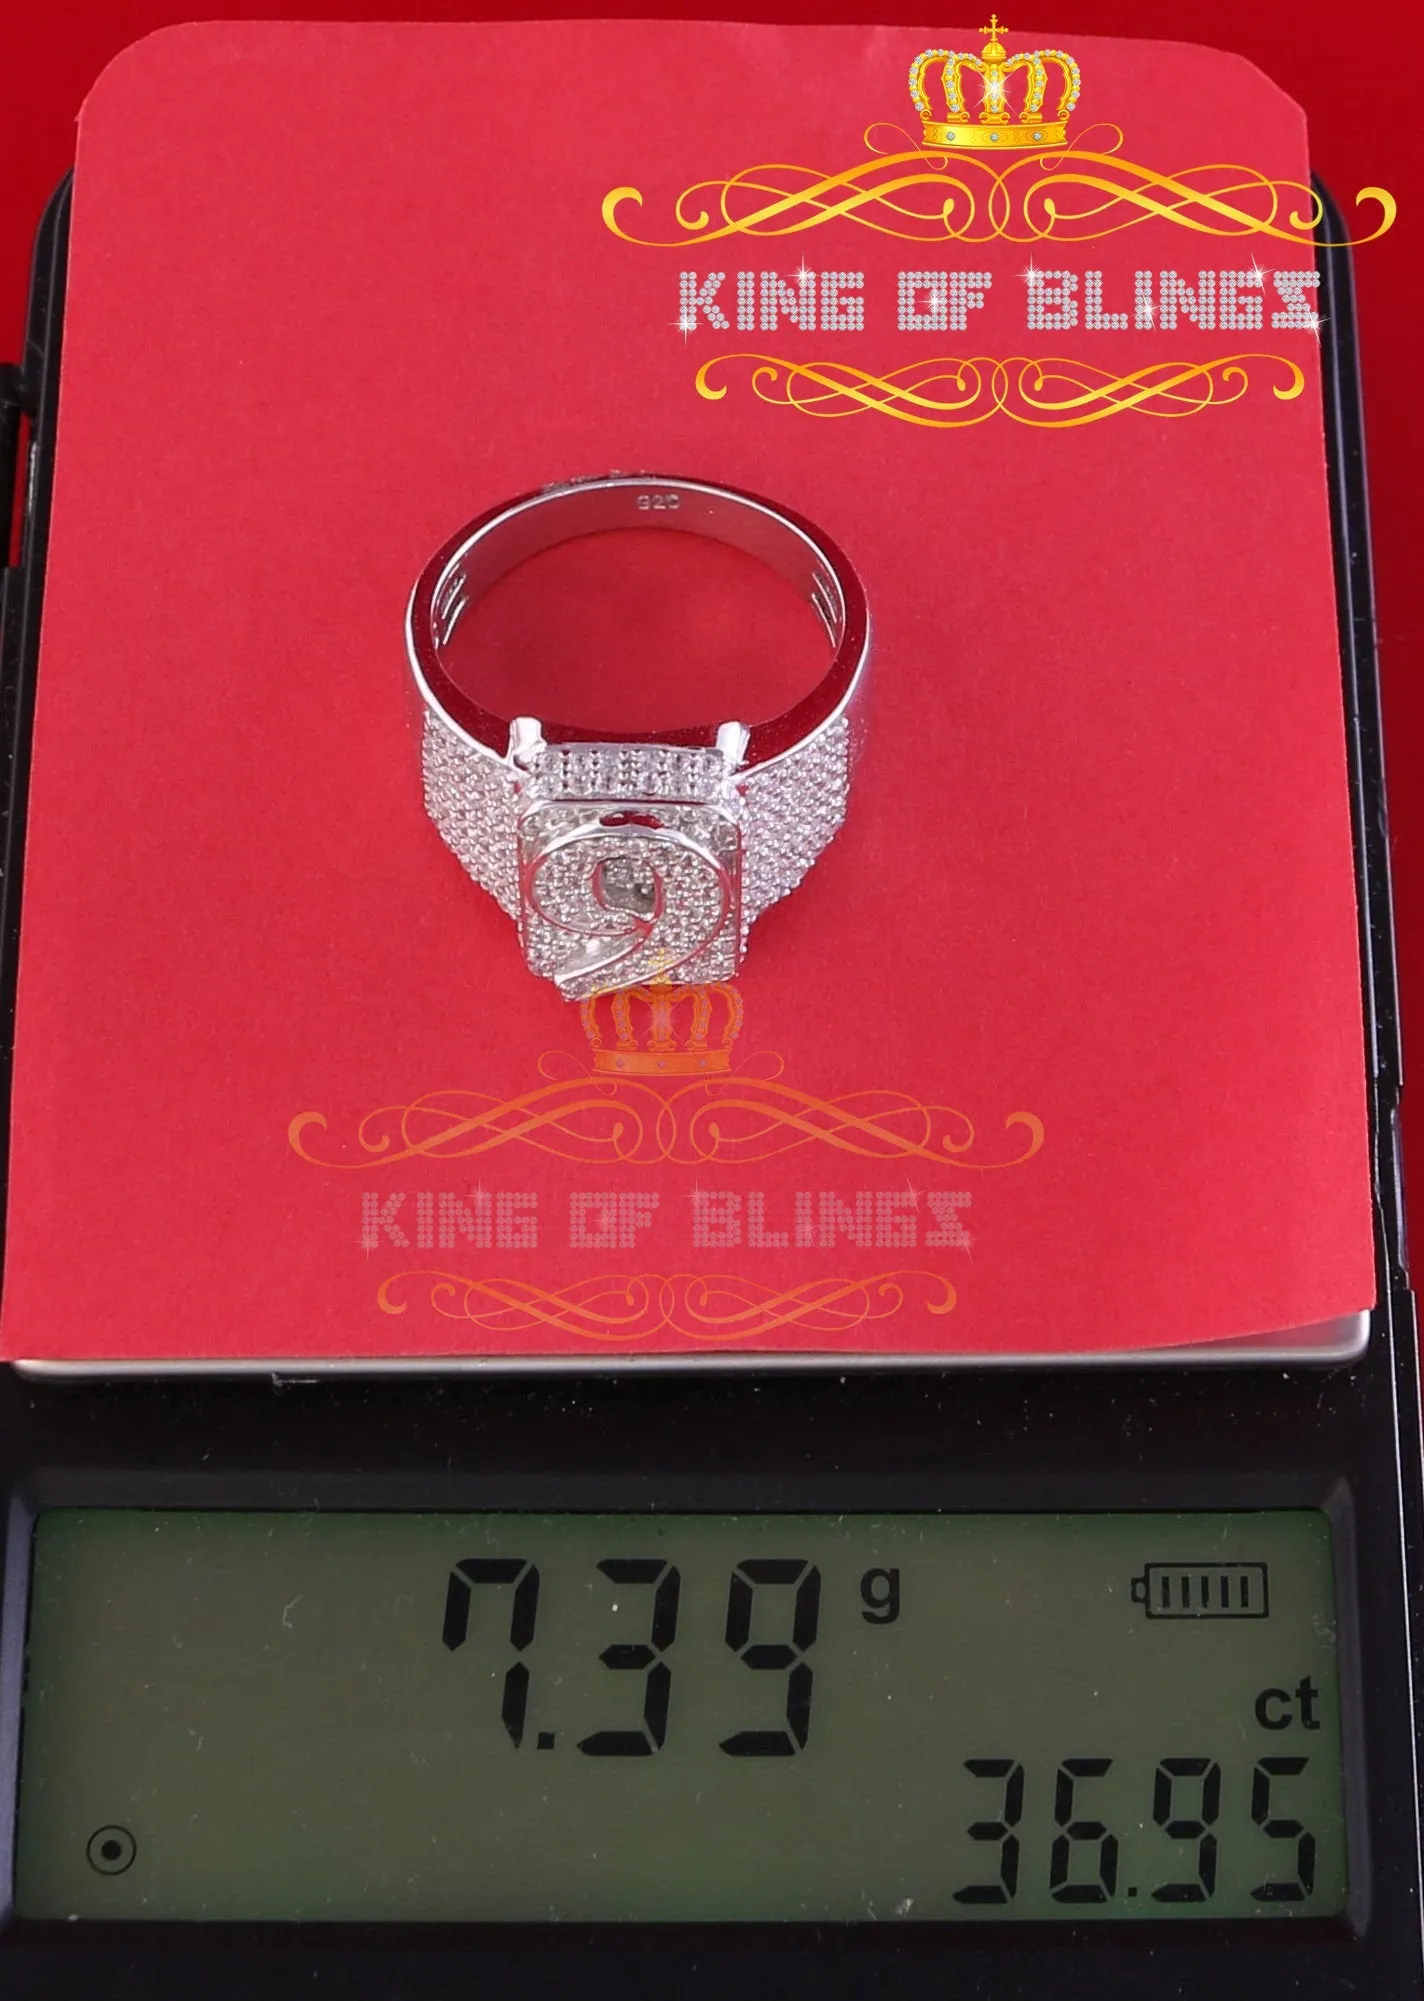 KING OF BLINGS
925
KING OF BLINGS
7.39 g
ct
36.95